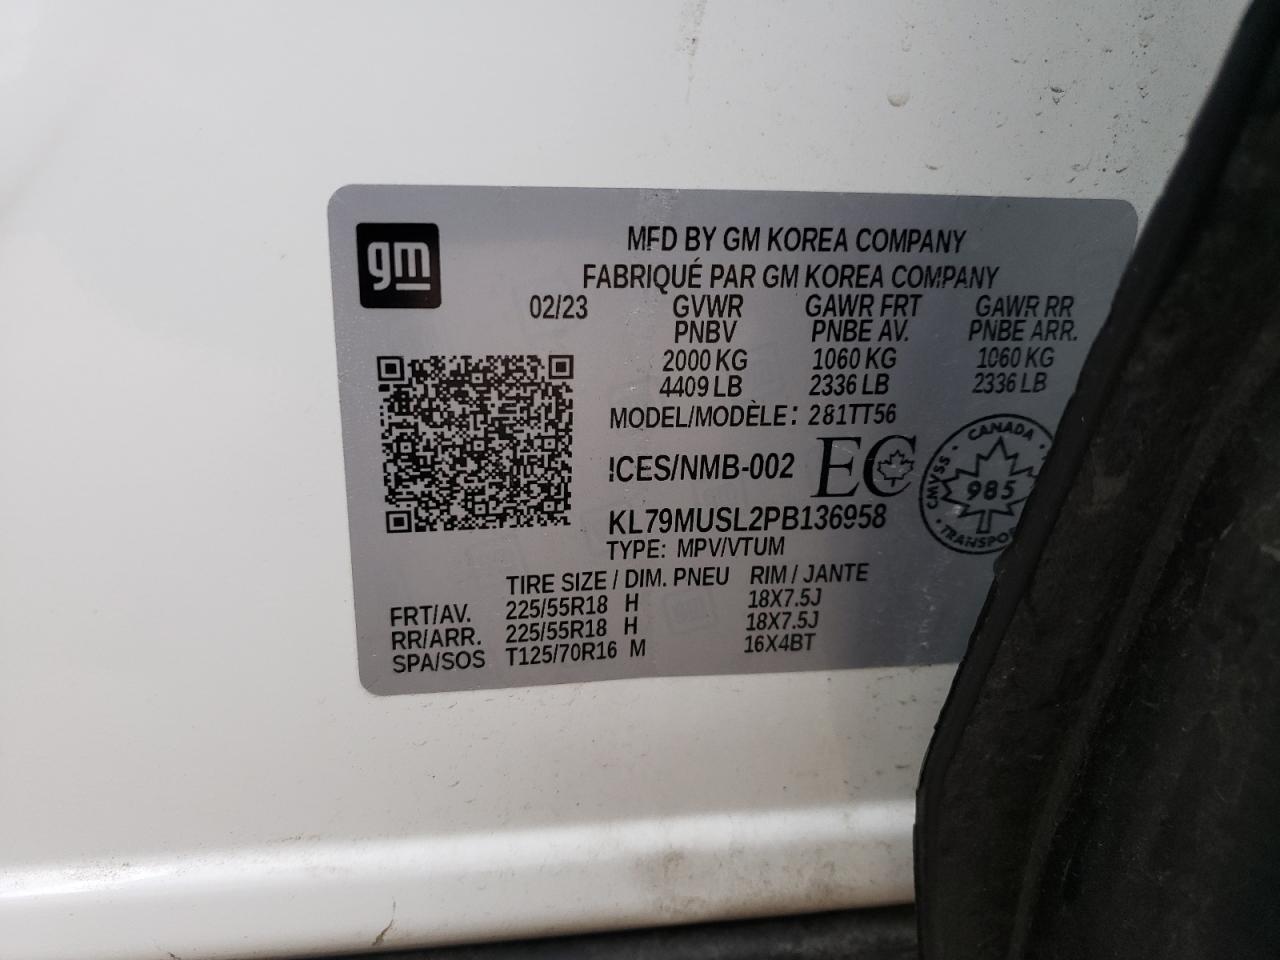 gm
MFD BY GM KOREA COMPANY
FABRIQUÉ PAR GM KOREA COMPANY
02/23 GVWR GAWR FRT GAWR RR
PNBV PNBE AV. PNBE ARR.
2000 KG 1060 KG 1060 KG
4409 LB 2336 LB 2336 LB
MODEL/MODÈLE: 281TT56
ICES/NMB-002 EC
CANADA
CMVSS
985
TRANSPO
KL79MUSL2PB136958
TYPE: MPV/VTUM
TIRE SIZE / DIM. PNEU RIM / JANTE
FRT/AV. 225/55R18 H 18X7.5J
RR/ARR. 225/55R18 H 18X7.5J
SPA/SOS T125/70R16 M 16X4BT